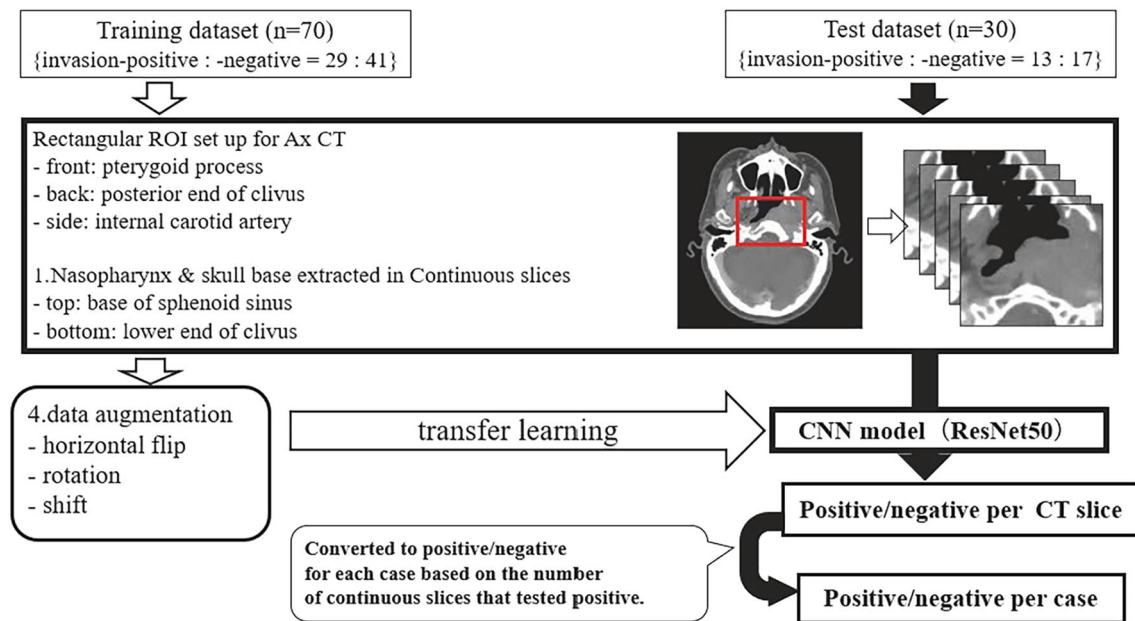 Training dataset (n=70)
{invasion-positive : -negative = 29 : 41}
Test dataset (n=30)
{invasion-positive : -negative = 13 : 17}
Rectangular ROI set up for Ax CT
- front: pterygoid process
- back: posterior end of clivus
- side: internal carotid artery
1.Nasopharynx & skull base extracted in Continuous slices
- top: base of sphenoid sinus
- bottom: lower end of clivus
4.data augmentation
- horizontal flip
- rotation
- shift
transfer learning
CNN model（ResNet50）
Positive/negative per CT slice
Converted to positive/negative
for each case based on the number
of continuous slices that tested positive.
Positive/negative per case